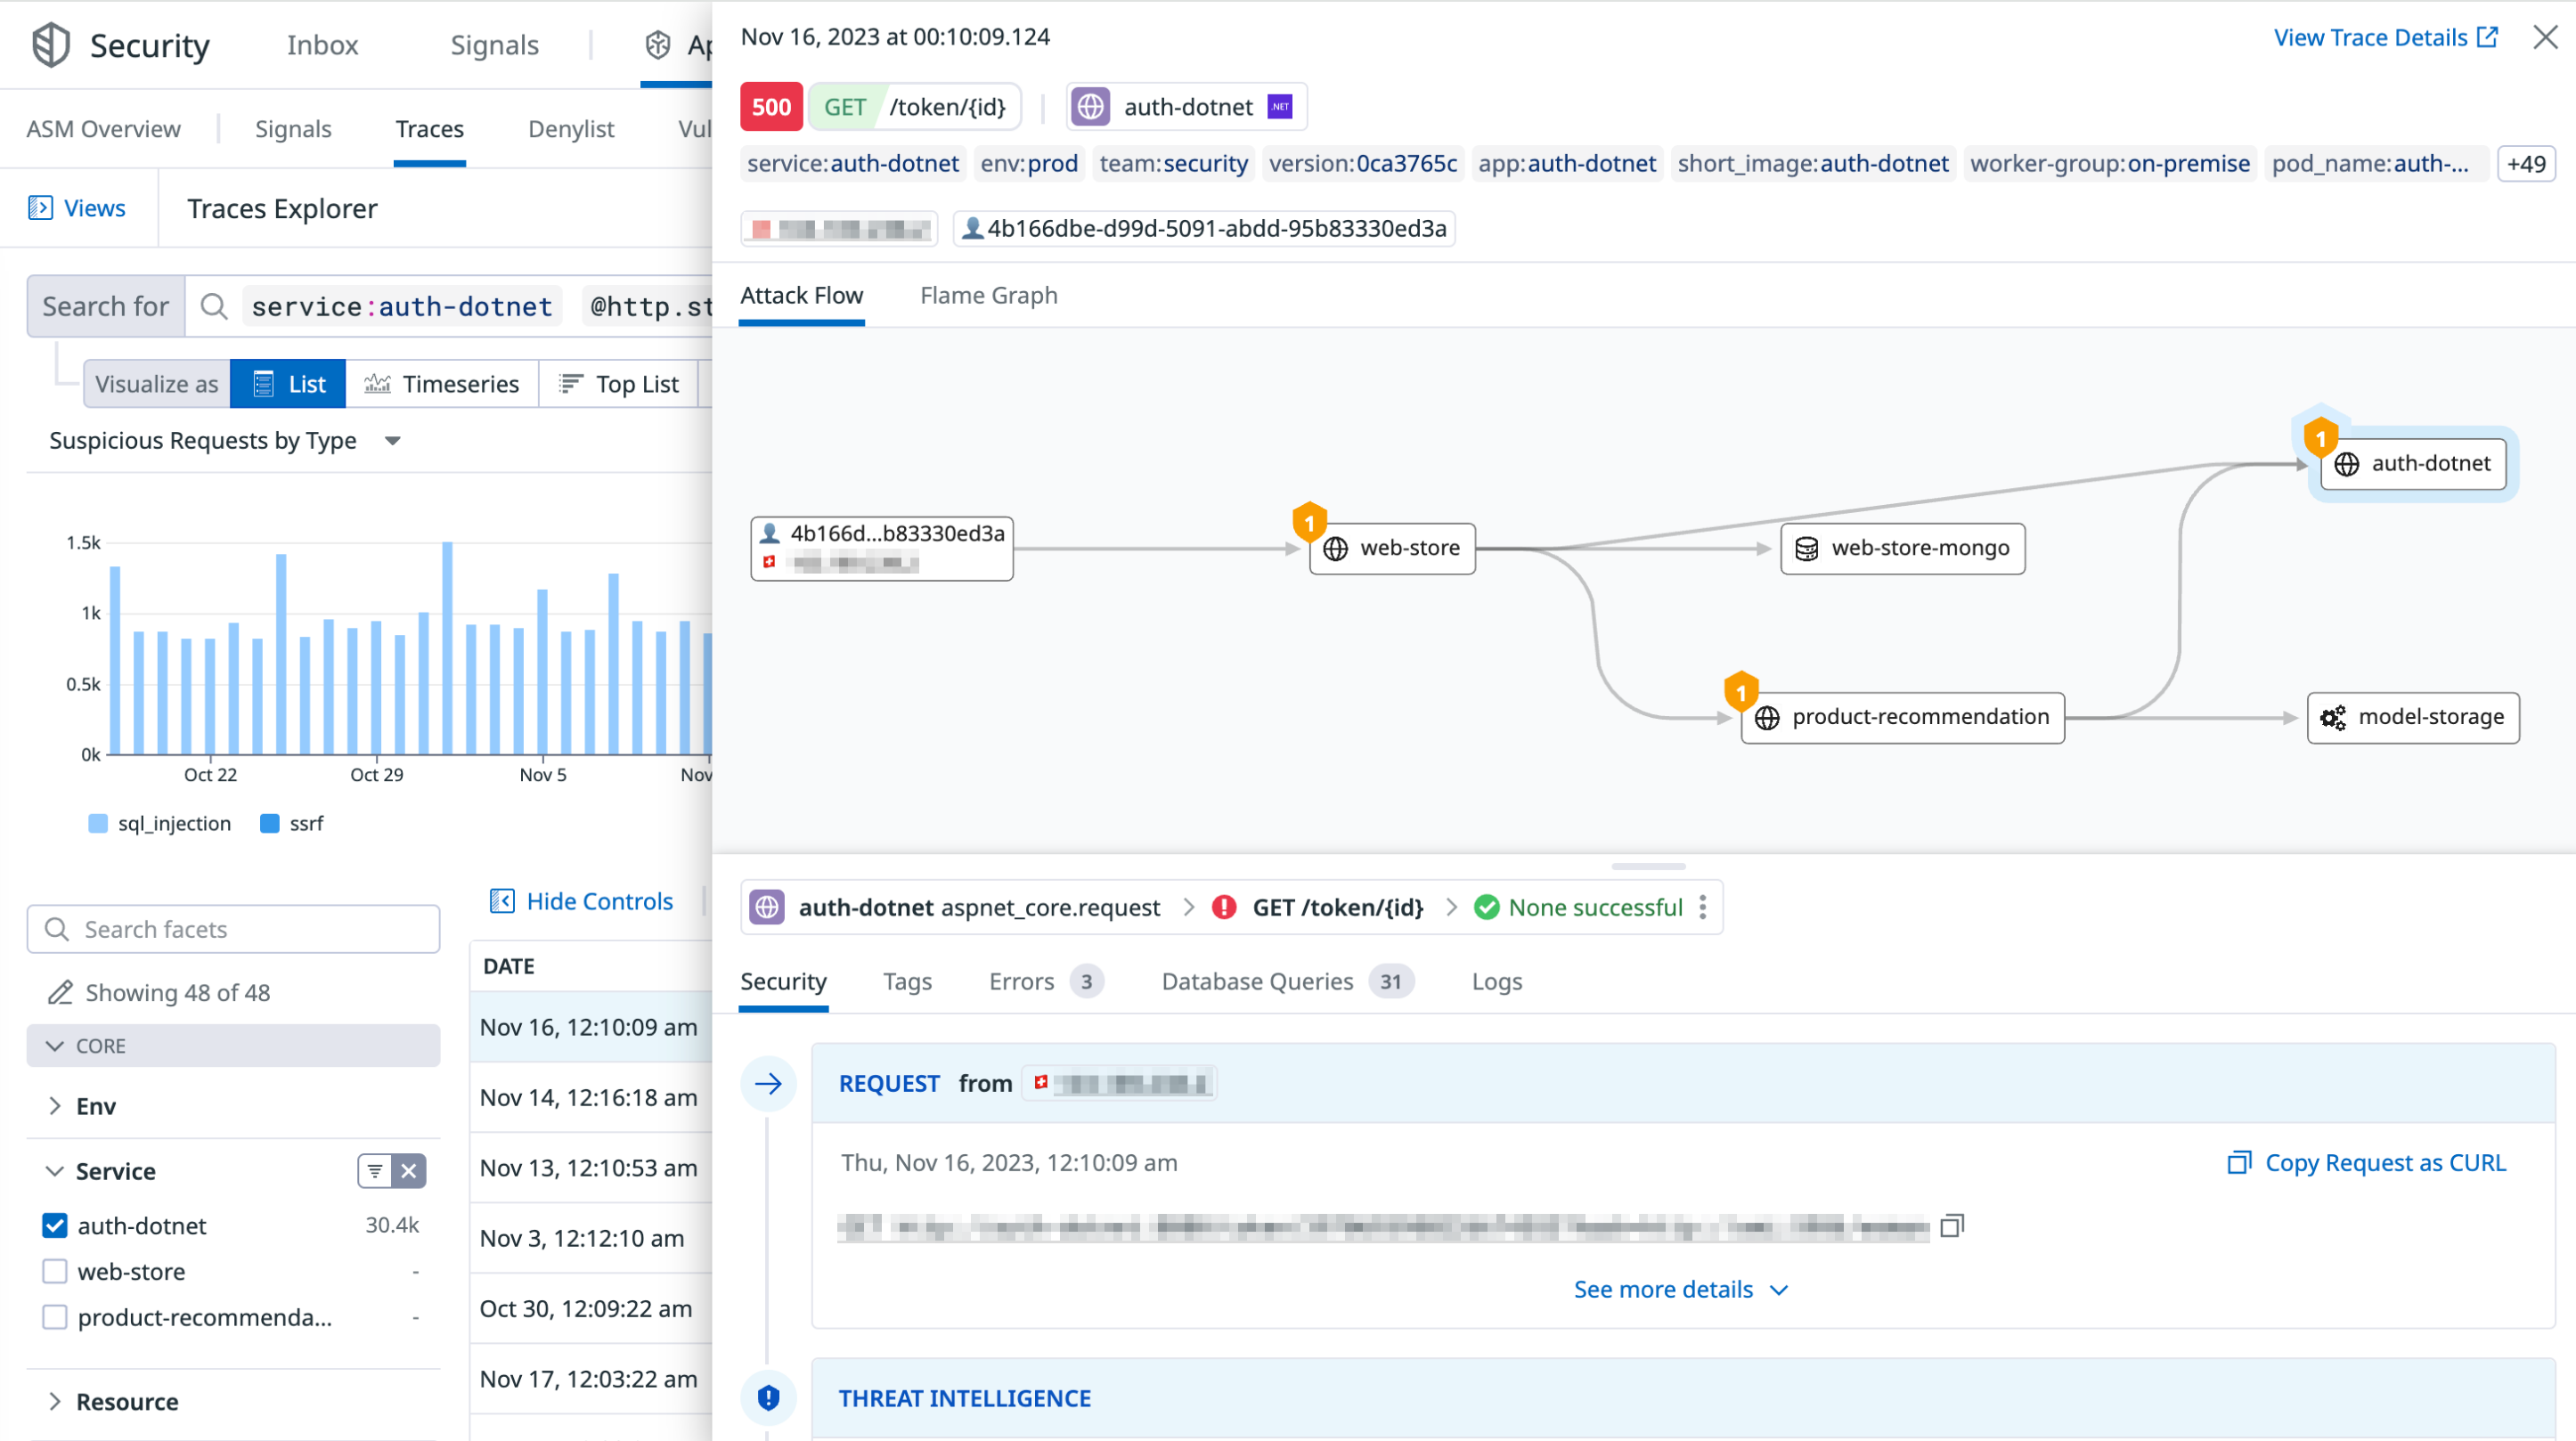 Security
Inbox
Signals
Ap
ASM Overview
Signals
Traces
Denylist
Vul
Views
Traces Explorer
Search for
service:auth-dotnet
@http.st
Visualize as
List
Timeseries
Top List
Suspicious Requests by Type
1.5k
1k
0.5k
0k
Oct 22
Oct 29
Nov 5
Nov
sql_injection
ssrf
Search facets
Showing 48 of 48
CORE
Env
Service
auth-dotnet 30.4k
web-store -
product-recommenda... -
Resource
Hide Controls
DATE
Nov 16, 12:10:09 am
Nov 14, 12:16:18 am
Nov 13, 12:10:53 am
Nov 3, 12:12:10 am
Oct 30, 12:09:22 am
Nov 17, 12:03:22 am
Nov 16, 2023 at 00:10:09.124
View Trace Details
500 GET /token/{id}
auth-dotnet .NET
service:auth-dotnet env:prod team:security version:0ca3765c app:auth-dotnet short_image:auth-dotnet worker-group:on-premise pod_name:auth-... +49
4b166dbe-d99d-5091-abdd-95b83330ed3a
Attack Flow
Flame Graph
4b166d...b83330ed3a
1
web-store
web-store-mongo
1
auth-dotnet
1
product-recommendation
model-storage
auth-dotnet aspnet_core.request > GET /token/{id} > None successful
Security
Tags
Errors 3
Database Queries 31
Logs
REQUEST from
Thu, Nov 16, 2023, 12:10:09 am
Copy Request as CURL
See more details
THREAT INTELLIGENCE